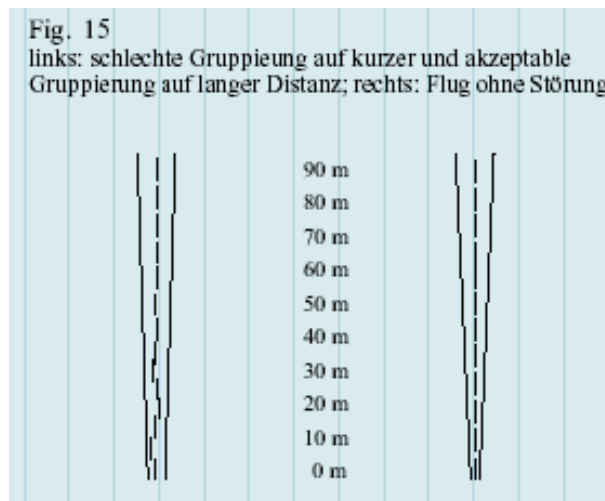 Fig. 15
links: schlechte Gruppieung auf kurzer und akzeptable
Gruppierung auf langer Distanz; rechts: Flug ohne Störung
90 m
80 m
70 m
60 m
50 m
40 m
30 m
20 m
10 m
0 m